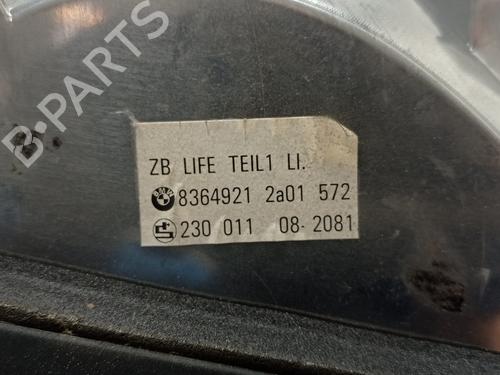 B-PARTS
ZB LIFE TEIL1 LI.
8364921 2a01 572
230 011 08- 2081